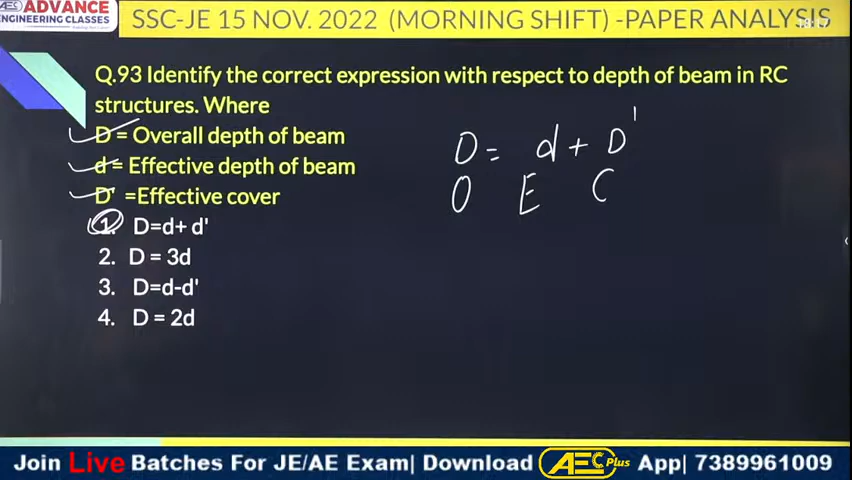 AEC ADVANCE
ENGINEERING CLASSES
SSC-JE 15 NOV. 2022 (MORNING SHIFT) -PAPER ANALYSIS
Q.93 Identify the correct expression with respect to depth of beam in RC
structures. Where
D = Overall depth of beam
d = Effective depth of beam
D' =Effective cover
1. D=d+ d'
2. D = 3d
3. D=d-d'
4. D = 2d
D = d + D'
O E C
Join Live Batches For JE/AE Exam| Download AEC Plus App| 7389961009